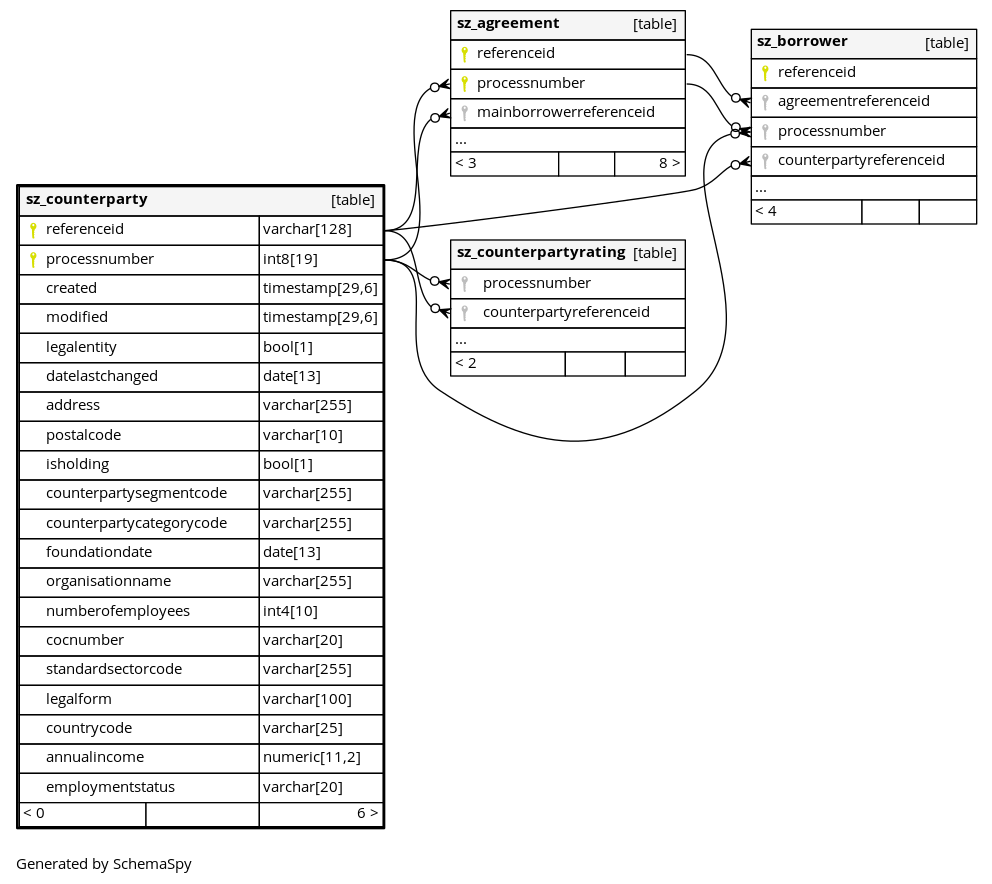 sz_agreement [table]
referenceid
processnumber
mainborrowerreferenceid
...
< 3 8 >
sz_borrower [table]
referenceid
agreementreferenceid
processnumber
counterpartyreferenceid
...
< 4
sz_counterparty [table]
referenceid varchar[128]
processnumber int8[19]
created timestamp[29,6]
modified timestamp[29,6]
legalentity bool[1]
datelastchanged date[13]
address varchar[255]
postalcode varchar[10]
isholding bool[1]
counterpartysegmentcode varchar[255]
counterpartycategorycode varchar[255]
foundationdate date[13]
organisationname varchar[255]
numberofemployees int4[10]
cocnumber varchar[20]
standardsectorcode varchar[255]
legalform varchar[100]
countrycode varchar[25]
annualincome numeric[11,2]
employmentstatus varchar[20]
< 0 6 >
sz_counterpartyrating [table]
processnumber
counterpartyreferenceid
...
< 2
Generated by SchemaSpy